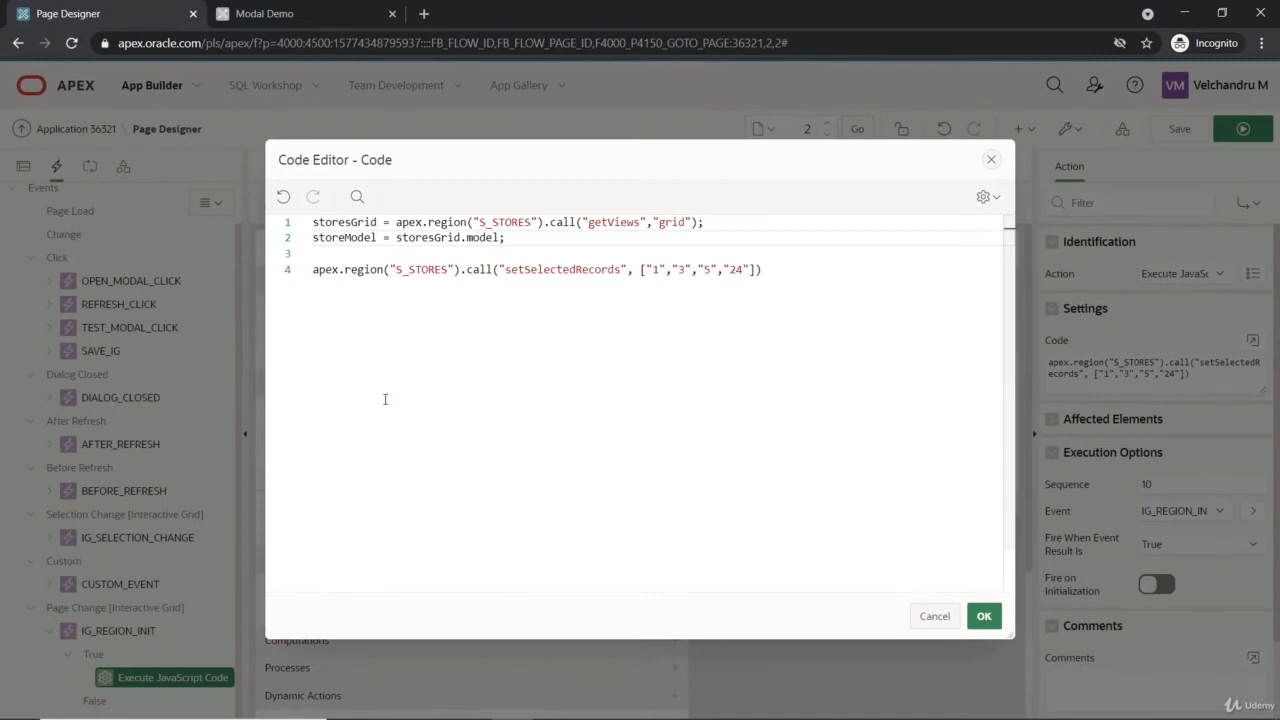 Page Designer
Modal Demo
apex.oracle.com/pls/apex/f?p=4000:4500:15774348795937::::FB_FLOW_ID,FB_FLOW_PAGE_ID,F4000_P4150_GOTO_PAGE:36321,2,2#
Incognito
APEX
App Builder
SQL Workshop
Team Development
App Gallery
VM
Velchandru M
Application 36321
Page Designer
2
Go
Save
Code Editor - Code
Action
Filter
Events
Page Load
Change
Click
OPEN_MODAL_CLICK
REFRESH_CLICK
TEST_MODAL_CLICK
SAVE_IG
Dialog Closed
DIALOG_CLOSED
After Refresh
AFTER_REFRESH
Before Refresh
BEFORE_REFRESH
Selection Change [Interactive Grid]
IG_SELECTION_CHANGE
Custom
CUSTOM_EVENT
Page Change [Interactive Grid]
IG_REGION_INIT
True
Execute JavaScript Code
False
1 storesGrid = apex.region("S_STORES").call("getViews","grid");
2 storeModel = storesGrid.model;
3
4 apex.region("S_STORES").call("setSelectedRecords", ["1","3","5","24"])
Cancel
OK
Computations
Processes
Dynamic Actions
Identification
Action
Execute JavaSc
Settings
Code
apex.region("S_STORES").call("setSelectedR
ecords", ["1","3","5","24"])
Affected Elements
Execution Options
Sequence
10
Event
IG_REGION_IN
Fire When Event
Result Is
True
Fire on
Initialization
Comments
Comments
Udemy